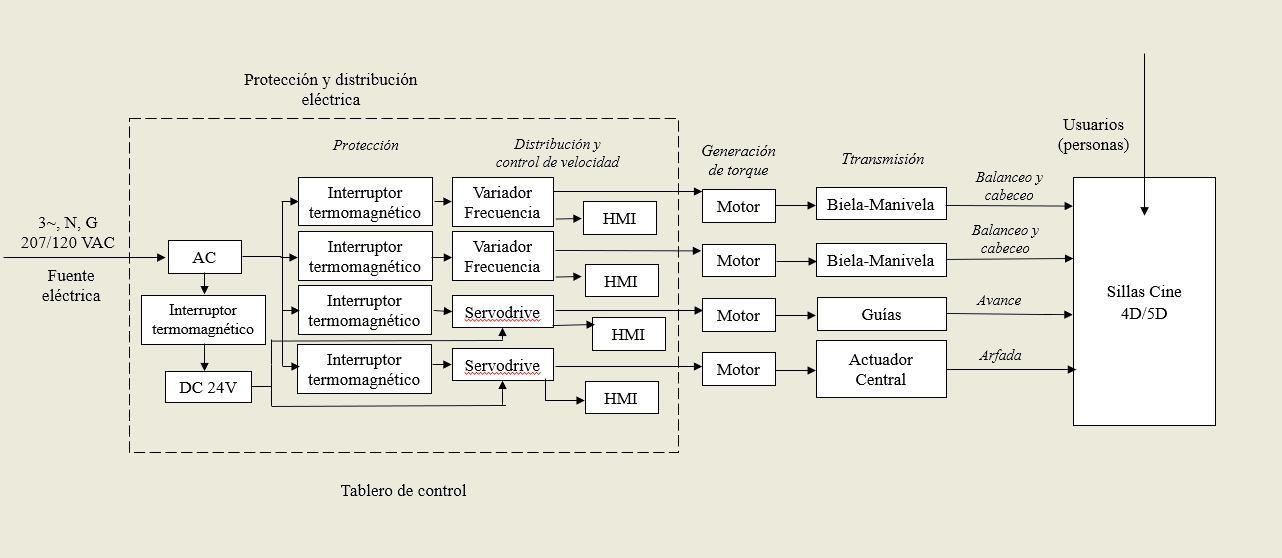 Protección y distribución
eléctrica
Protección
Distribución y
control de velocidad
Generación
de torque
Ttransmisión
Usuarios
(personas)
3~, N, G
207/120 VAC
Fuente
eléctrica
AC
Interruptor
termomagnético
DC 24V
Interruptor
termomagnético
Variador
Frecuencia
HMI
Motor
Biela-Manivela
Balanceo y
cabeceo
Interruptor
termomagnético
Variador
Frecuencia
HMI
Motor
Biela-Manivela
Balanceo y
cabeceo
Interruptor
termomagnético
Servodrive
HMI
Motor
Guías
Avance
Interruptor
termomagnético
Servodrive
HMI
Motor
Actuador
Central
Arfada
Sillas Cine
4D/5D
Tablero de control